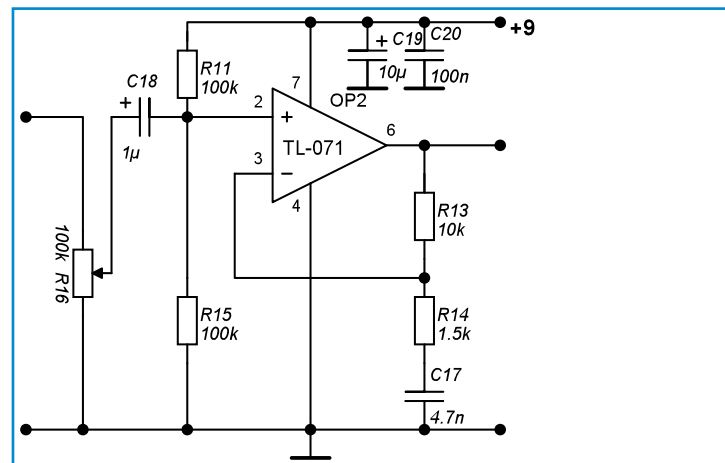 +9
+ C19
10µ
C20
100n
R11
100k
C18
+
1µ
7
OP2
2
+
TL-071
6
3
−
4
R13
10k
100k R16
R15
100k
R14
1.5k
C17
4.7n